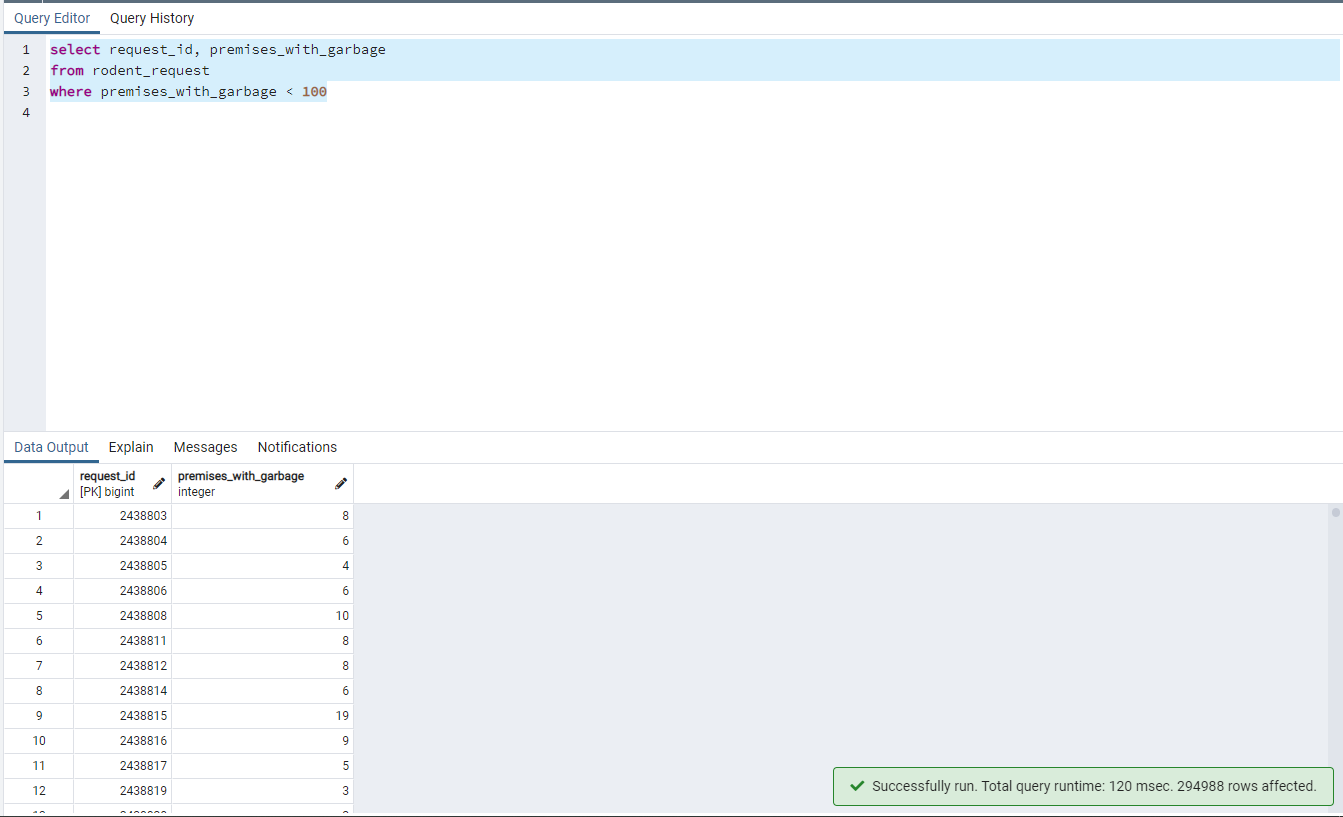 Query Editor Query History
1 select request_id, premises_with_garbage
2 from rodent_request
3 where premises_with_garbage < 100
4
Data Output Explain Messages Notifications
request_id premises_with_garbage
[PK] bigint integer
1 2438803 8
2 2438804 6
3 2438805 4
4 2438806 6
5 2438808 10
6 2438811 8
7 2438812 8
8 2438814 6
9 2438815 19
10 2438816 9
11 2438817 5
12 2438819 3
Successfully run. Total query runtime: 120 msec. 294988 rows affected.